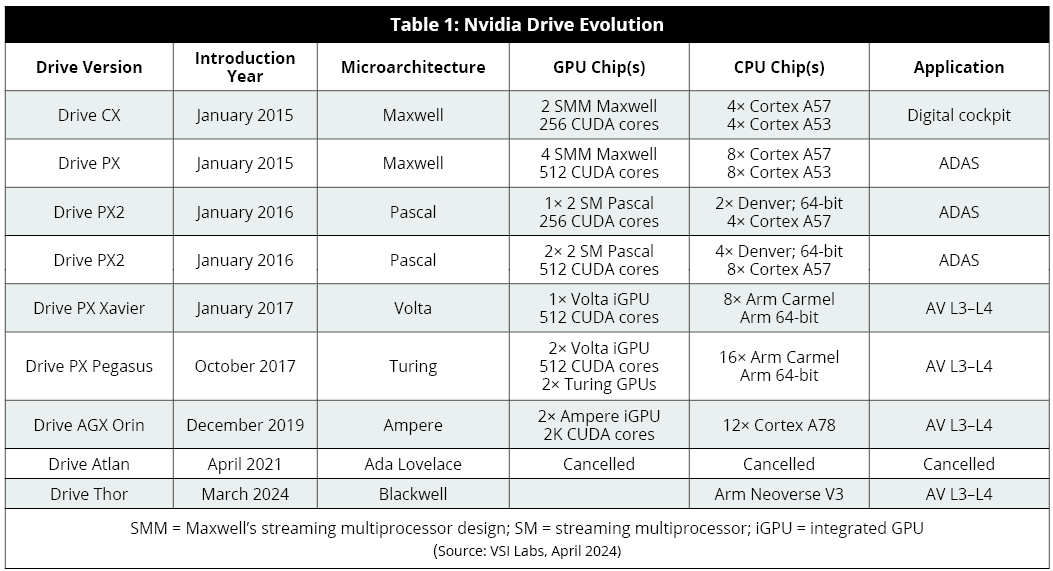 Table 1: Nvidia Drive Evolution
Drive Version
Introduction
Year
Microarchitecture
GPU Chip(s)
CPU Chip(s)
Application
Drive CX
January 2015
Maxwell
2 SMM Maxwell
256 CUDA cores
4× Cortex A57
4× Cortex A53
Digital cockpit
Drive PX
January 2015
Maxwell
4 SMM Maxwell
512 CUDA cores
8× Cortex A57
8× Cortex A53
ADAS
Drive PX2
January 2016
Pascal
1× 2 SM Pascal
256 CUDA cores
2× Denver; 64-bit
4× Cortex A57
ADAS
Drive PX2
January 2016
Pascal
2× 2 SM Pascal
512 CUDA cores
4× Denver; 64-bit
8× Cortex A57
ADAS
Drive PX Xavier
January 2017
Volta
1× Volta iGPU
512 CUDA cores
8× Arm Carmel
Arm 64-bit
AV L3–L4
Drive PX Pegasus
October 2017
Turing
2× Volta iGPU
512 CUDA cores
2× Turing GPUs
16× Arm Carmel
Arm 64-bit
AV L3–L4
Drive AGX Orin
December 2019
Ampere
2× Ampere iGPU
2K CUDA cores
12× Cortex A78
AV L3–L4
Drive Atlan
April 2021
Ada Lovelace
Cancelled
Cancelled
Cancelled
Drive Thor
March 2024
Blackwell
Arm Neoverse V3
AV L3–L4
SMM = Maxwell’s streaming multiprocessor design; SM = streaming multiprocessor; iGPU = integrated GPU
(Source: VSI Labs, April 2024)